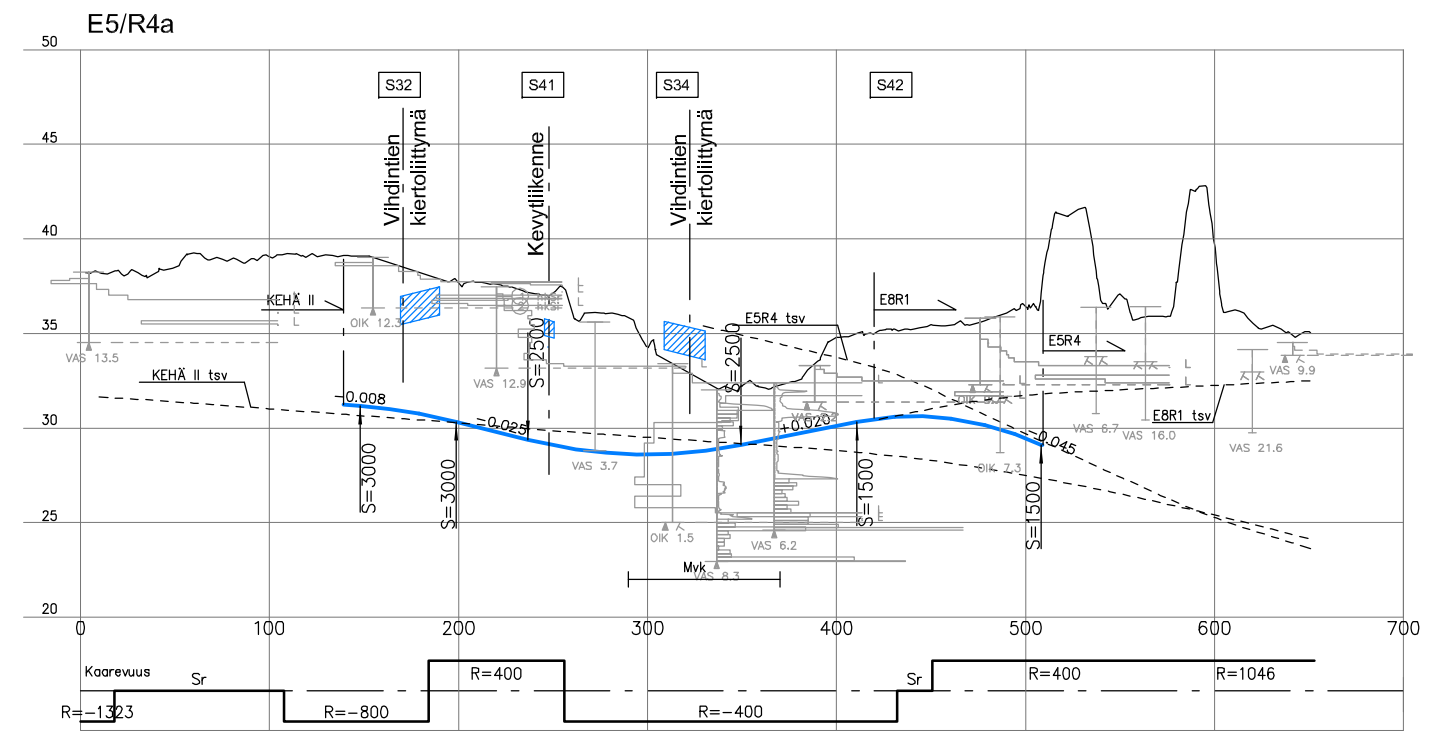 E5/R4a
50
S32
S41
S34
S42
45
Vihdintien
kiertoliittymä
Kevytliikenne
Vihdintien
kiertoliittymä
40
KEHÄ II
OIK 12.3
E8R1
E5R4 tsv
35
E5R4
VAS 13.5
VAS 9.9
KEHÄ II tsv
VAS 12.9
S=2500
S=2500
-0.008
30
-0.025
+0.020
-0.045
E8R1 tsv
VAS 6.7
VAS 16.0
VAS 21.6
VAS 3.7
OIK 7.3
S=3000
S=3000
S=1500
S=1500
25
OIK 1.5
VAS 6.2
Mvk
VAS 8.3
20
0
100
200
300
400
500
600
700
Kaarevuus
Sr
R=400
Sr
R=400
R=1046
R=-1323
R=-800
R=-400